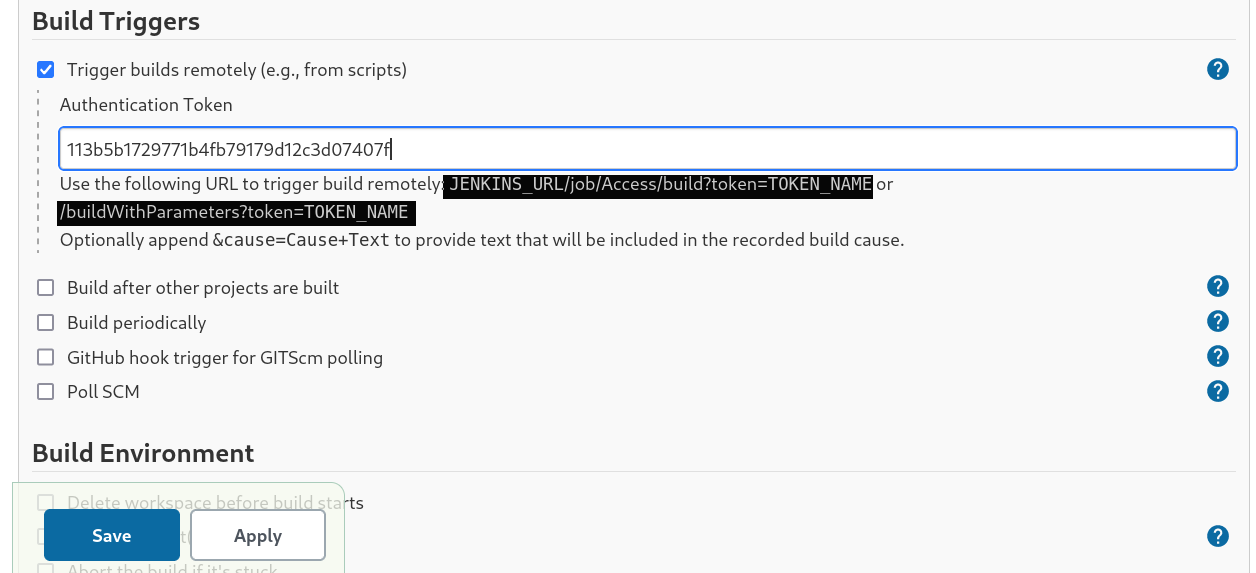 Build Triggers
Trigger builds remotely (e.g., from scripts)
?
Authentication Token
113b5b1729771b4fb79179d12c3d07407f
Use the following URL to trigger build remotely: JENKINS_URL/job/Access/build?token=TOKEN_NAME or
/buildWithParameters?token=TOKEN_NAME
Optionally append &cause=Cause+Text to provide text that will be included in the recorded build cause.
Build after other projects are built
?
Build periodically
?
GitHub hook trigger for GITScm polling
?
Poll SCM
?
Build Environment
Delete workspace before build starts
Save
Apply
?
Abort the build if it's stuck